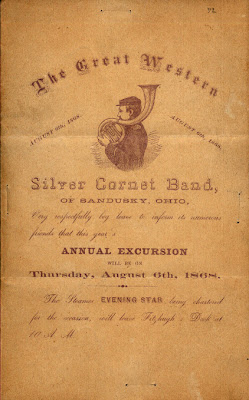 The Great Western
AUGUST 6th, 1868.
AUGUST 6th, 1868.
Silver Cornet Band,
OF SANDUSKY, OHIO,
Very respectfully beg leave to inform its numerous
friends that this year's
ANNUAL EXCURSION
WILL BE ON
Thursday, August 6th, 1868.
The Steamer EVENING STAR being chartered
for the occasion, will leave Fitzhugh's Dock at
A. M.